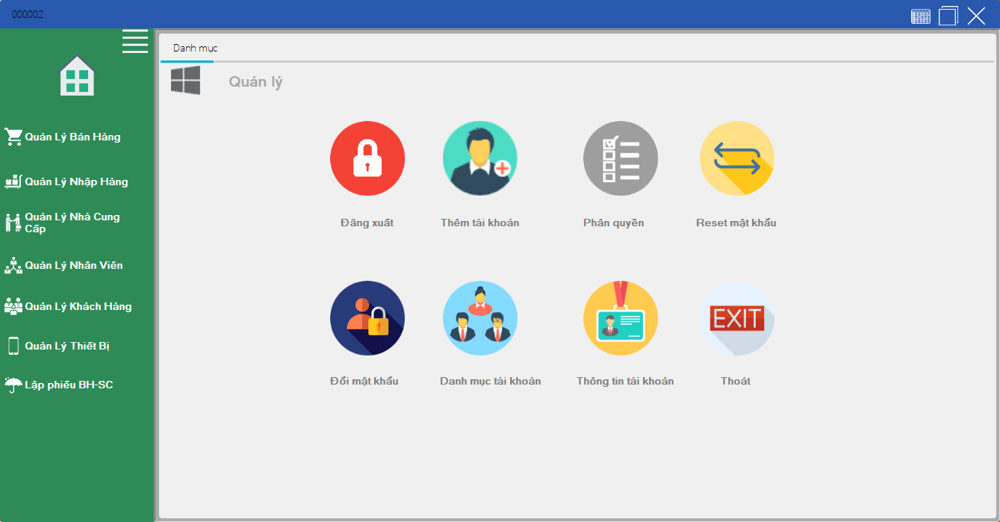 000002
Danh mục
Quản lý
Quản Lý Bán Hàng
Quản Lý Nhập Hàng
Quản Lý Nhà Cung
Cấp
Quản Lý Nhân Viên
Quản Lý Khách Hàng
Quản Lý Thiết Bị
Lập phiếu BH-SC
Đăng xuất
Thêm tài khoản
Phân quyền
Reset mật khẩu
EXIT
Đổi mật khẩu
Danh mục tài khoản
Thông tin tài khoản
Thoát